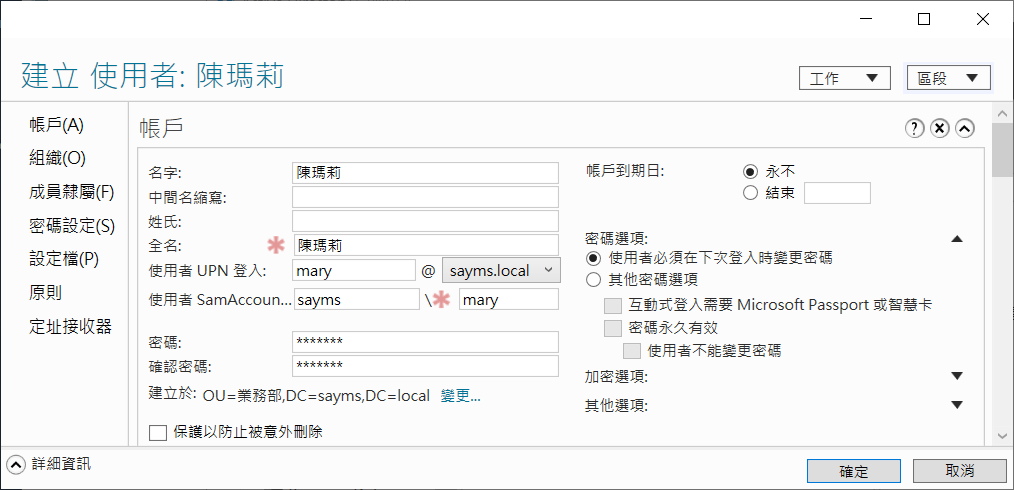 建立 使用者: 陳瑪莉
工作
區段
帳戶(A)
組織(O)
成員隸屬(F)
密碼設定(S)
設定檔(P)
原則
定址接收器
帳戶
名字: 陳瑪莉
中間名縮寫:
姓氏:
全名: * 陳瑪莉
使用者 UPN 登入: mary @ sayms.local
使用者 SamAccoun... sayms \ * mary
密碼: *******
確認密碼: *******
建立於: OU=業務部,DC=sayms,DC=local 變更...
保護以防止被意外刪除
帳戶到期日: 永不
結束
密碼選項:
使用者必須在下次登入時變更密碼
其他密碼選項
互動式登入需要 Microsoft Passport 或智慧卡
密碼永久有效
使用者不能變更密碼
加密選項:
其他選項:
詳細資訊
確定
取消